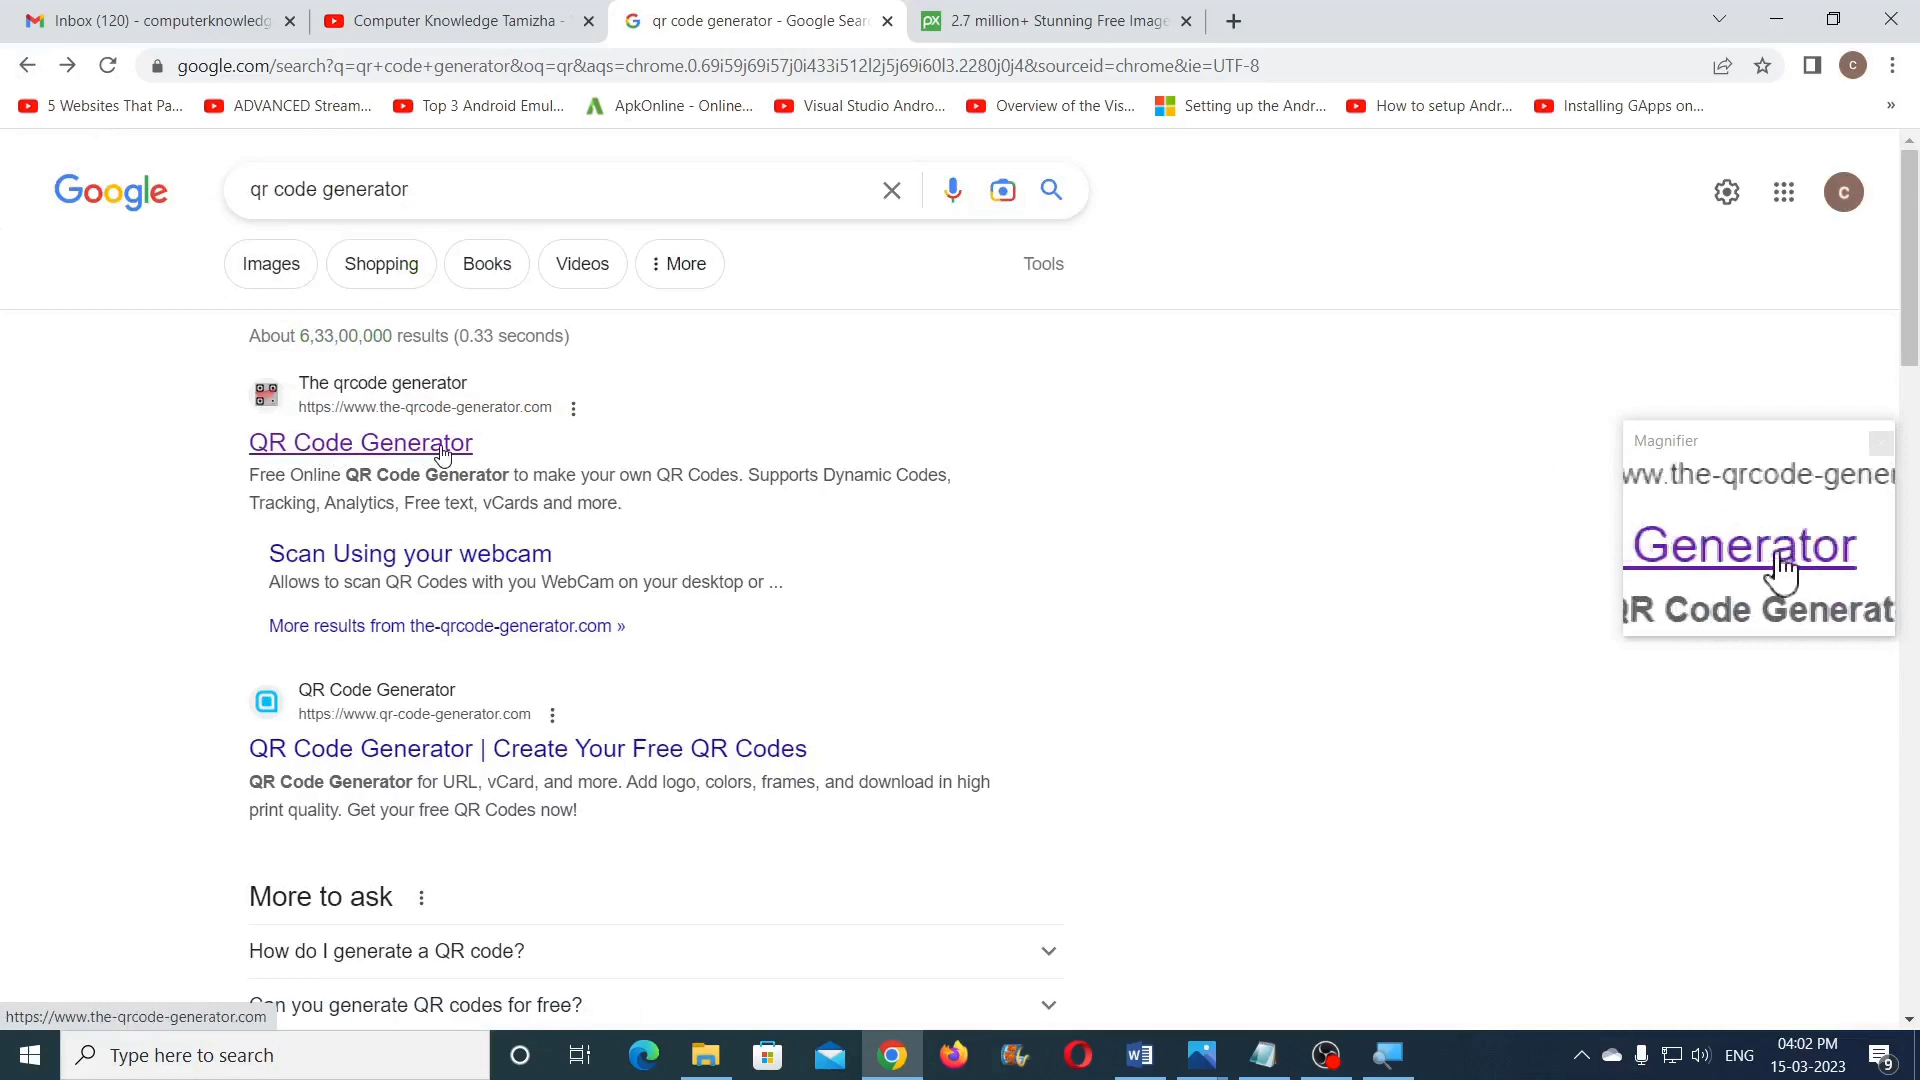 Inbox (120) - computerknowledg
Computer Knowledge Tamizha -
qr code generator - Google Sear
px
2.7 million+ Stunning Free Image
google.com/search?q=qr+code+generator&oq=qr&aqs=chrome.0.69i59j69i57j0i433i512l2j5j69i60l3.2280j0j4&sourceid=chrome&ie=UTF-8
c
5 Websites That Pa...
ADVANCED Stream...
Top 3 Android Emul...
ApkOnline - Online...
Visual Studio Andro...
Overview of the Vis...
Setting up the Andr...
How to setup Andr...
Installing GApps on...
»
Google
qr code generator
c
Images
Shopping
Books
Videos
More
Tools
About 6,33,00,000 results (0.33 seconds)
The qrcode generator
https://www.the-qrcode-generator.com
QR Code Generator
Free Online QR Code Generator to make your own QR Codes. Supports Dynamic Codes,
Tracking, Analytics, Free text, vCards and more.
Scan Using your webcam
Allows to scan QR Codes with you WebCam on your desktop or ...
More results from the-qrcode-generator.com »
Magnifier
ww.the-qrcode-gener
Generator
QR Code Generat
QR Code Generator
https://www.qr-code-generator.com
QR Code Generator | Create Your Free QR Codes
QR Code Generator for URL, vCard, and more. Add logo, colors, frames, and download in high
print quality. Get your free QR Codes now!
More to ask
How do I generate a QR code?
Can you generate QR codes for free?
https://www.the-qrcode-generator.com
Type here to search
ENG
04:02 PM
15-03-2023
9